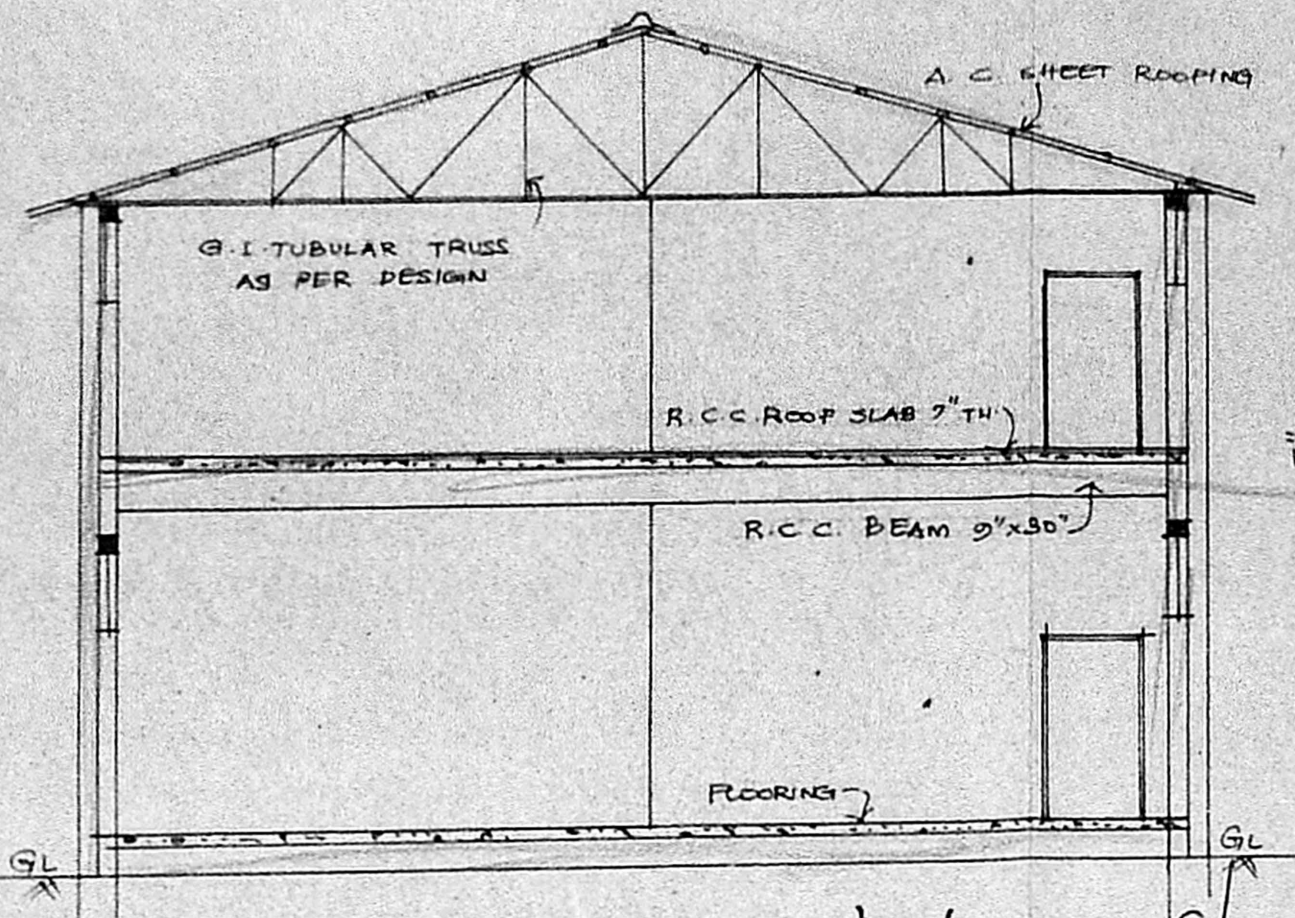 A. C. SHEET ROOFING
G.I. TUBULAR TRUSS
AS PER DESIGN
R.C.C. ROOF SLAB 7" TH.
R.C.C. BEAM 9"x30"
FLOORING
GL
GL